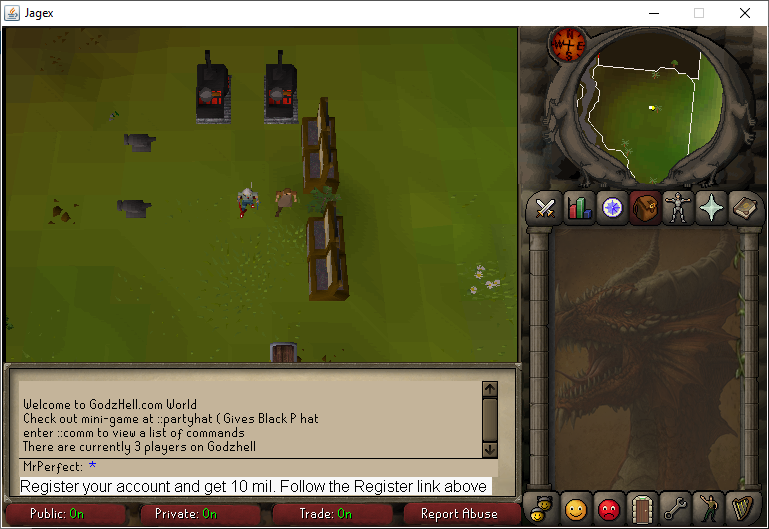 Jagex
N
W E
S
Welcome to GodzHell.com World
Check out mini-game at ::partyhat ( Gives Black P hat
enter ::comm to view a list of commands
There are currently 3 players on Godzhell
MrPerfect: *
Register your account and get 10 mil. Follow the Register link above
Public: On Private: On Trade: On Report Abuse